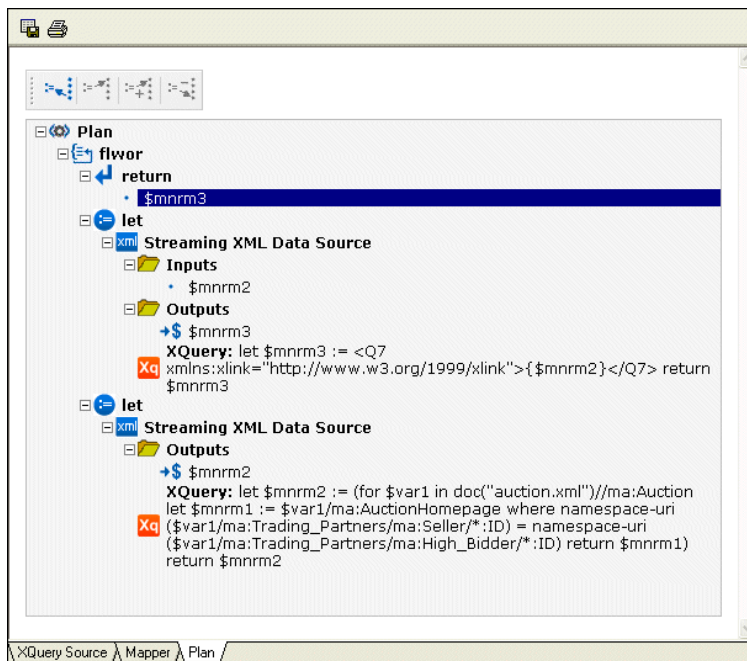 Plan
flwor
return
$mnrm3
let
Streaming XML Data Source
Inputs
$mnrm2
Outputs
$mnrm3
XQuery: let $mnrm3 := <Q7
xmlns:xlink="http://www.w3.org/1999/xlink">{$mnrm2}</Q7> return
$mnrm3
let
Streaming XML Data Source
Outputs
$mnrm2
XQuery: let $mnrm2 := (for $var1 in doc("auction.xml")//ma:Auction
let $mnrm1 := $var1/ma:AuctionHomepage where namespace-uri
($var1/ma:Trading_Partners/ma:Seller/*:ID) = namespace-uri
($var1/ma:Trading_Partners/ma:High_Bidder/*:ID) return $mnrm1)
return $mnrm2
XQuery Source Mapper Plan